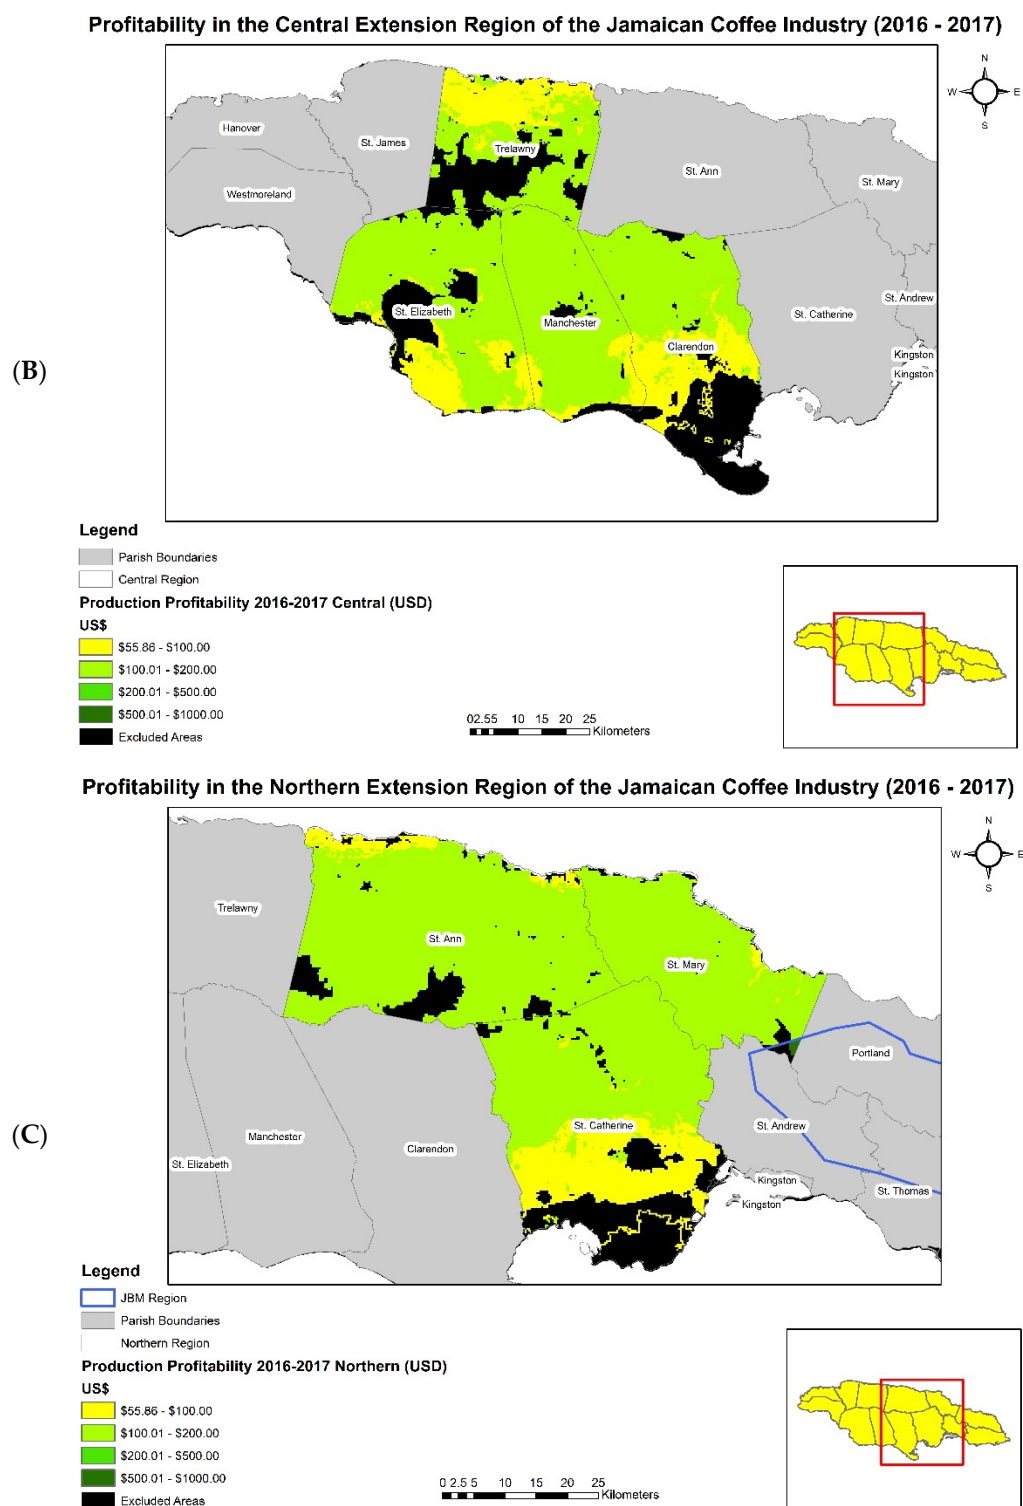 Profitability in the Central Extension Region of the Jamaican Coffee Industry (2016 - 2017)
N
W E
S
Hanover
St. James
Trelawny
St. Ann
St. Mary
Westmoreland
St. Elizabeth
Manchester
Clarendon
St. Catherine
St. Andrew
Kingston
Kingston
(B)
Legend
Parish Boundaries
Central Region
Production Profitability 2016-2017 Central (USD)
US$
$55.86 - $100.00
$100.01 - $200.00
$200.01 - $500.00
$500.01 - $1000.00
Excluded Areas
02.55 10 15 20 25
Kilometers
Profitability in the Northern Extension Region of the Jamaican Coffee Industry (2016 - 2017)
N
W E
S
Trelawny
St. Ann
St. Mary
Portland
St. Catherine
St. Andrew
Manchester
Clarendon
St. Elizabeth
Kingston
Kingston
St. Thomas
(C)
Legend
JBM Region
Parish Boundaries
Northern Region
Production Profitability 2016-2017 Northern (USD)
US$
$55.86 - $100.00
$100.01 - $200.00
$200.01 - $500.00
$500.01 - $1000.00
Excluded Areas
0 2.5 5 10 15 20 25
Kilometers